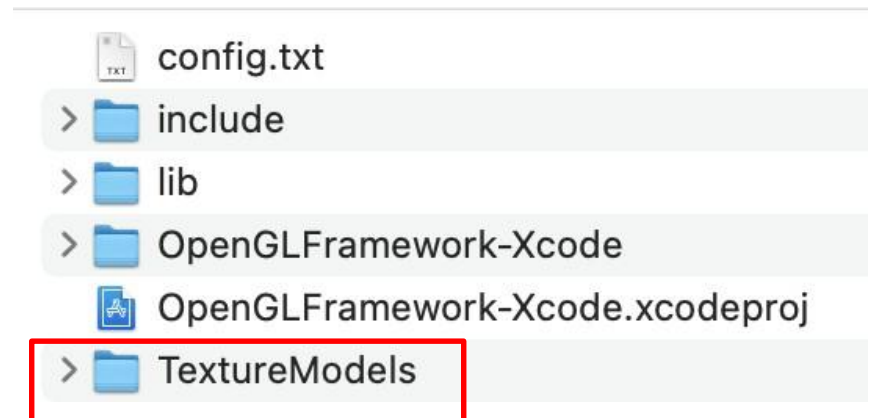 TXT
config.txt
include
lib
OpenGLFramework-Xcode
OpenGLFramework-Xcode.xcodeproj
TextureModels